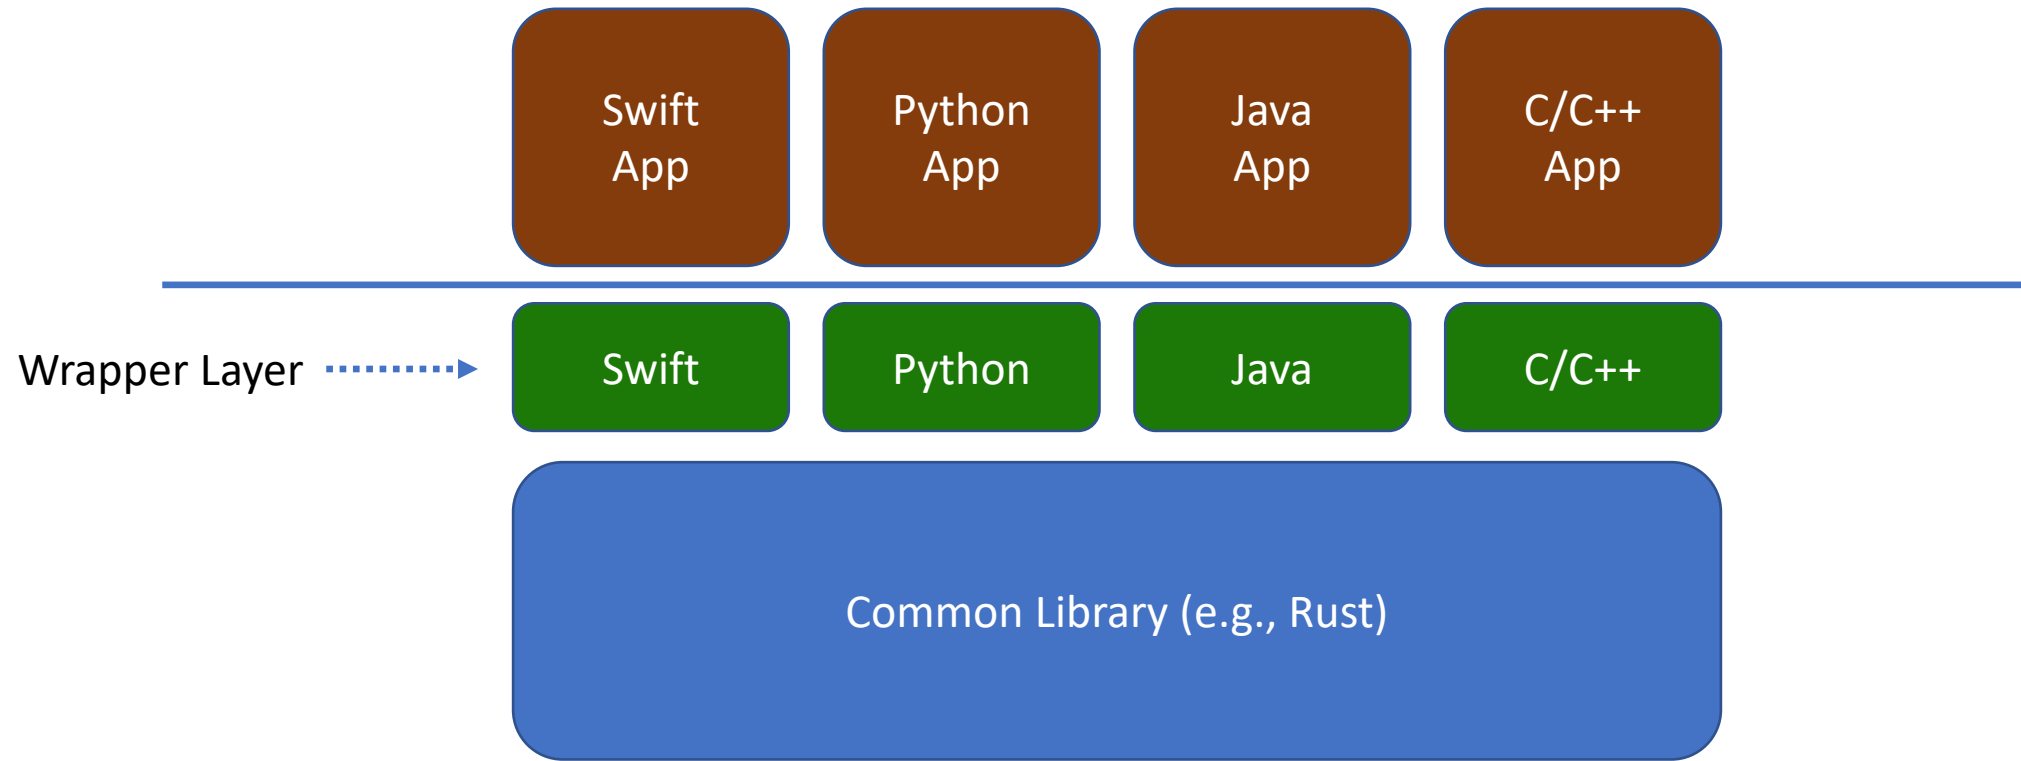 Swift
App
Python
App
Java
App
C/C++
App
Wrapper Layer
Swift
Python
Java
C/C++
Common Library (e.g., Rust)